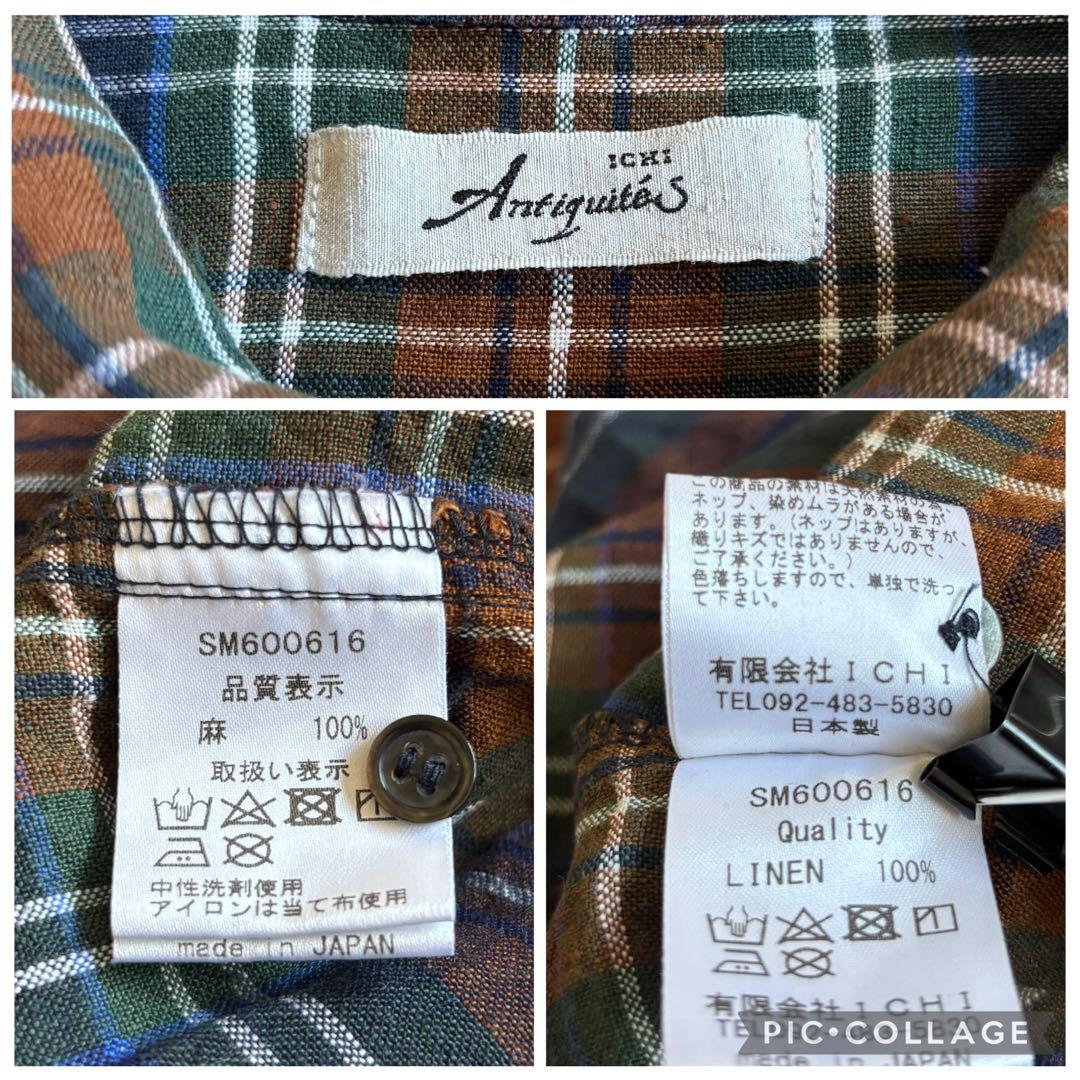 ICHI
Antiquités
SM600616
品質表示
麻 100%
取扱い表示
中性洗剤使用
アイロンは当て布使用
made in JAPAN
この商品の素材は天然素材の為、
ネップ、染めムラがある場合が
あります。(ネップはありますが、
織りキズではありませんので、
ご了承ください。)
色落ちしますので、単独で洗っ
て下さい。
有限会社ICHI
TEL092-483-5830
日本製
SM600616
Quality
LINEN 100%
有限会社ICHI
made in JAPAN
PIC•COLLAGE